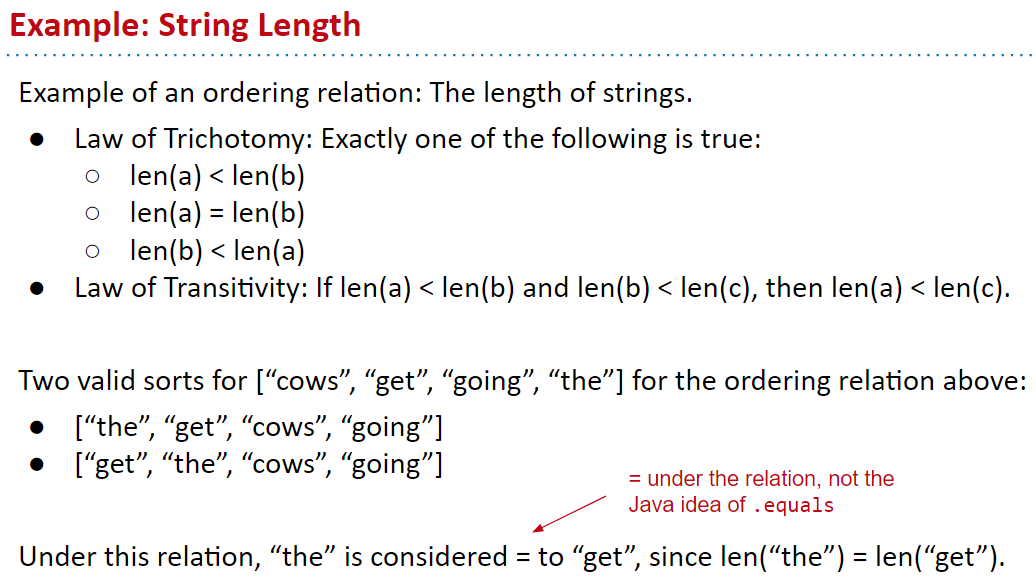 Example: String Length
Example of an ordering relation: The length of strings.
● Law of Trichotomy: Exactly one of the following is true:
○ len(a) < len(b)
○ len(a) = len(b)
○ len(b) < len(a)
● Law of Transitivity: If len(a) < len(b) and len(b) < len(c), then len(a) < len(c).
Two valid sorts for [“cows”, “get”, “going”, “the”] for the ordering relation above:
● [“the”, “get”, “cows”, “going”]
● [“get”, “the”, “cows”, “going”]
= under the relation, not the
Java idea of .equals
Under this relation, “the” is considered = to “get”, since len(“the”) = len(“get”).